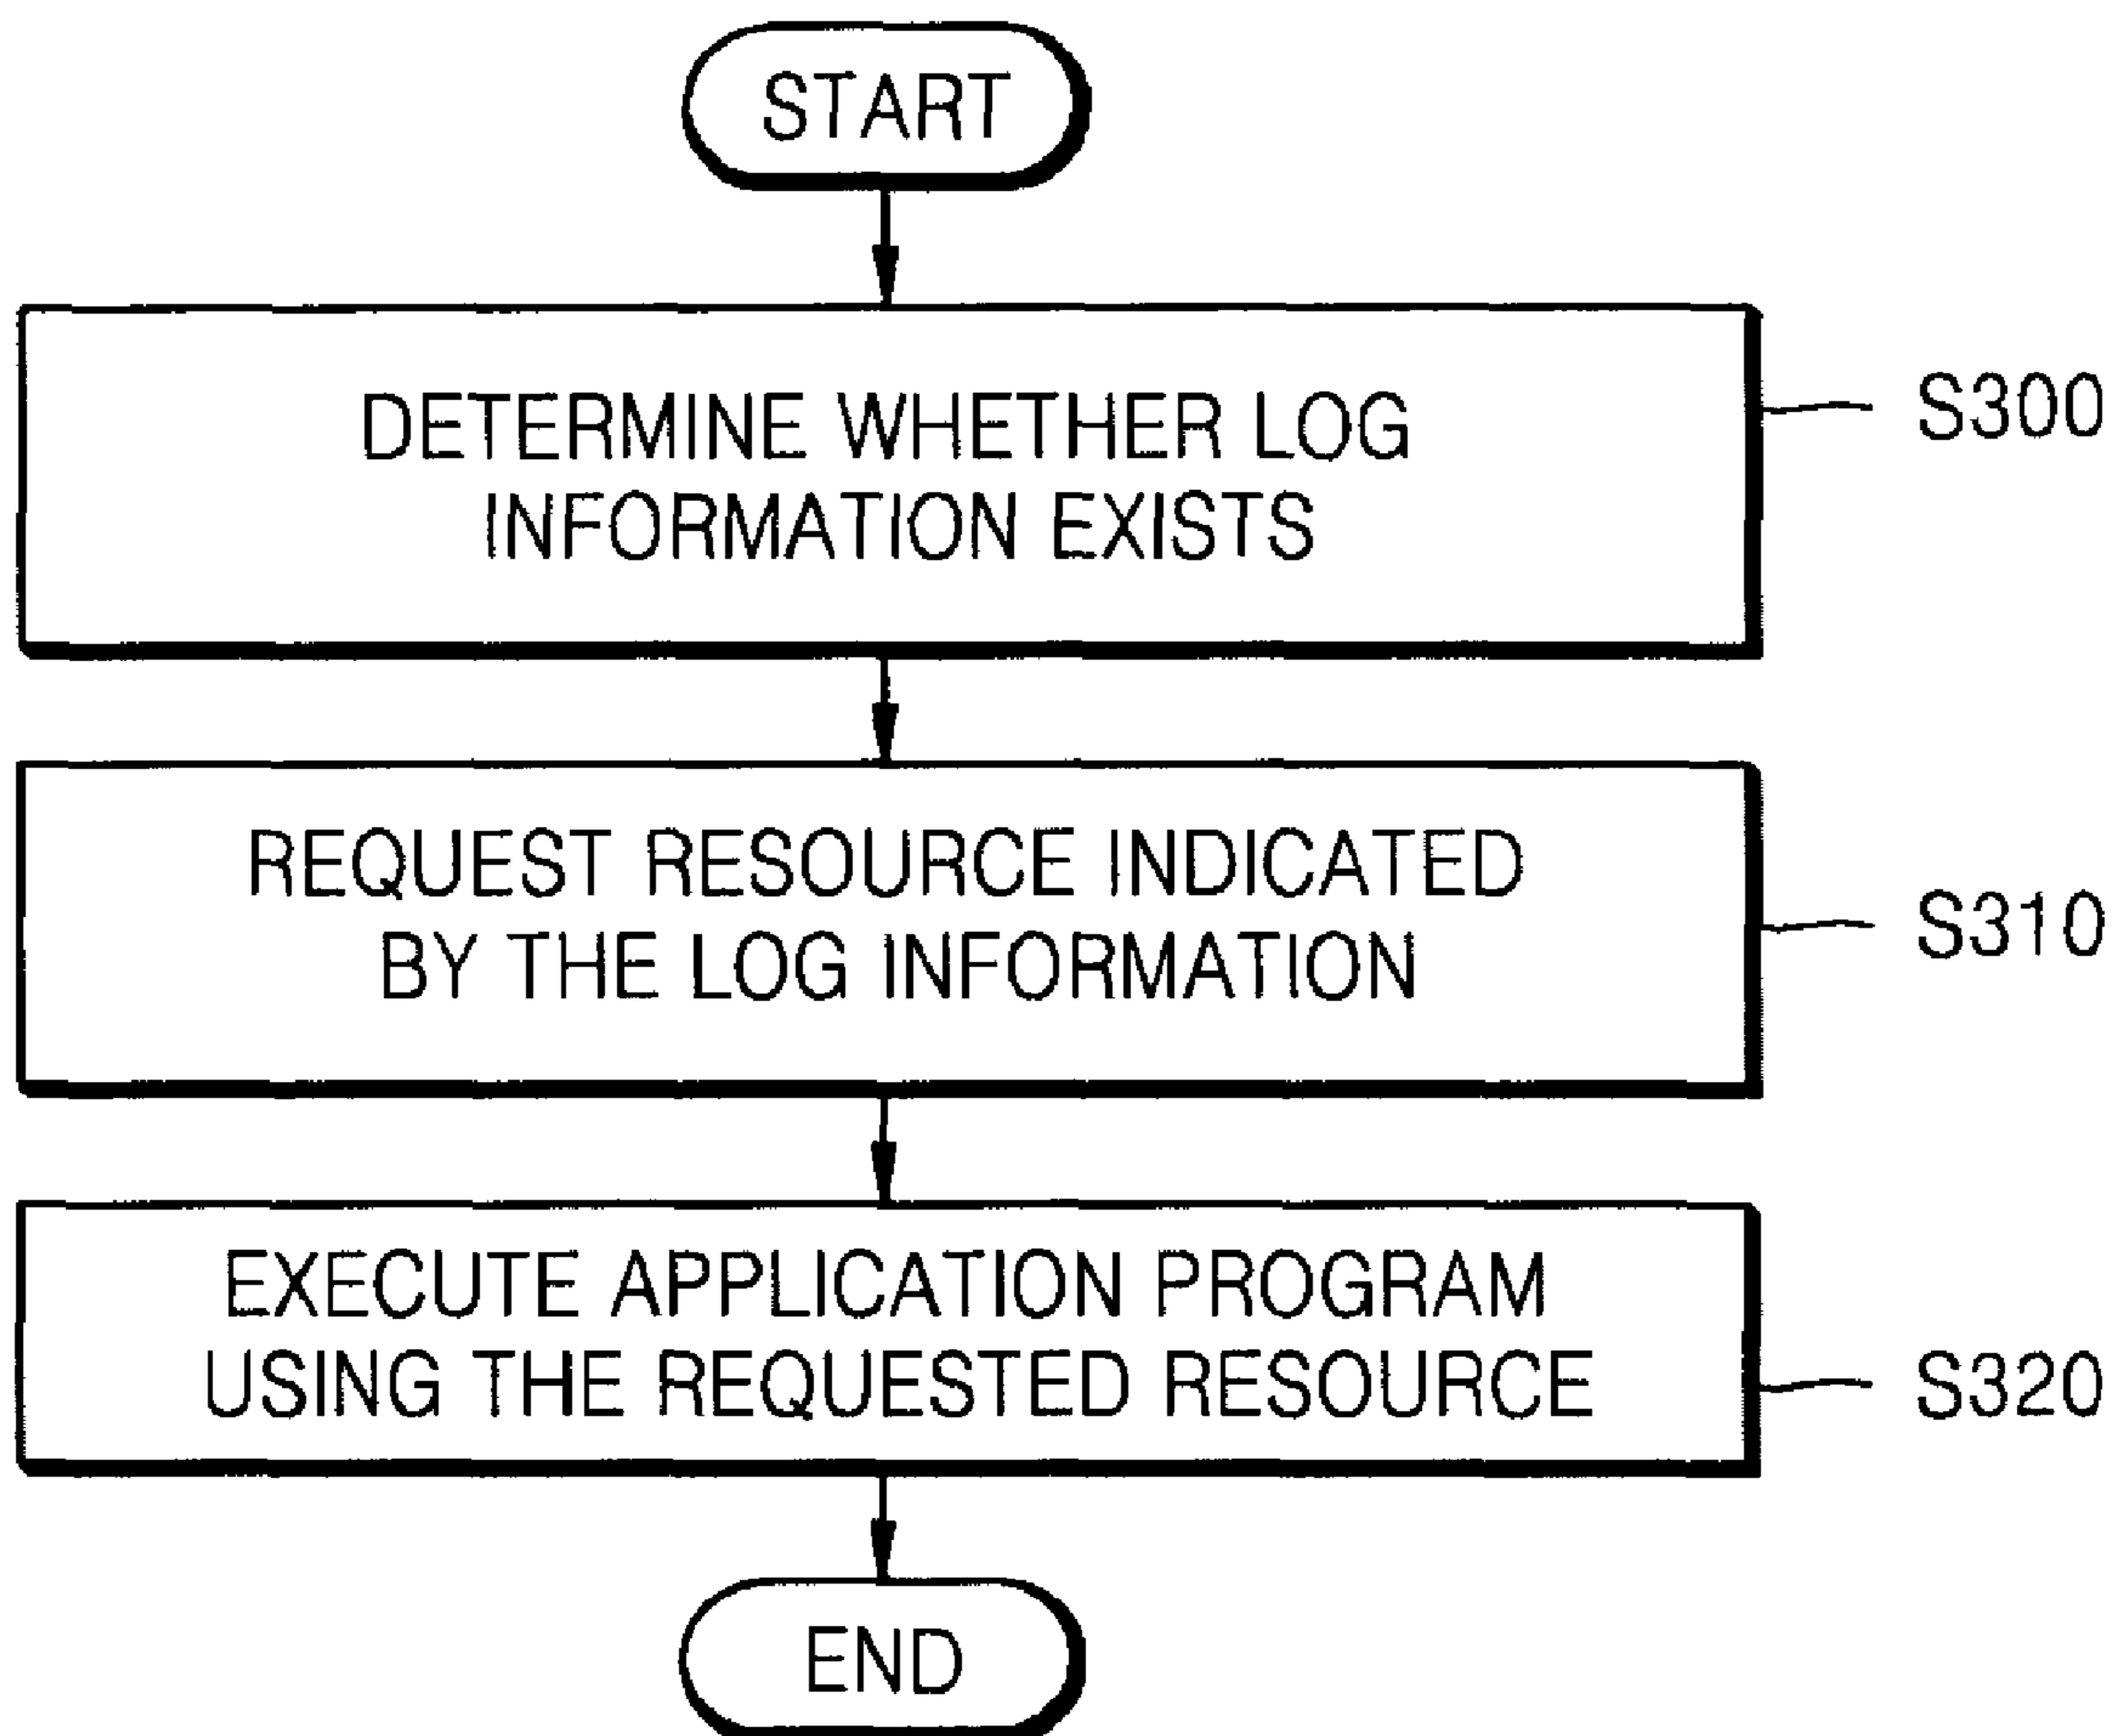 START
DETERMINE WHETHER LOG
INFORMATION EXISTS
S300
REQUEST RESOURCE INDICATED
BY THE LOG INFORMATION
S310
EXECUTE APPLICATION PROGRAM
USING THE REQUESTED RESOURCE
S320
END